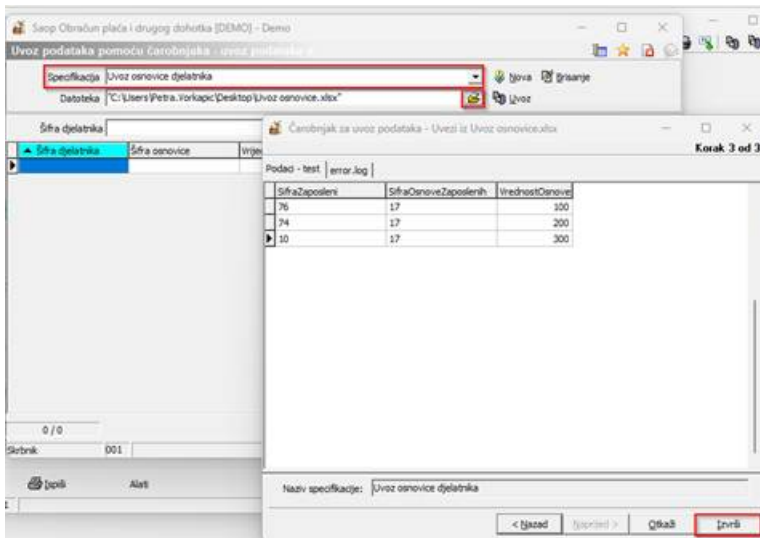 Saop Obračun plaća i drugog dohotka [DEMO] - Demo
Uvoz podataka pomoću čarobnjaka - uvoz
Specifikacija Uvoz osnovice djelatnika Nova Brisanje
Datoteka "C:\Users\Petra.Vorkapic\Desktop\Uvoz osnovice.xlsx" Uvoz
Šifra djelatnika
Šifra djelatnika Šifra osnovice
Čarobnjak za uvoz podataka - Uvezi iz Uvoz osnovice.xlsx
Korak 3 od 3
Podaci - test error.log
SifraZaposleni SifraOsnoveZaposlenih VrednostOsnove
76 17 100
74 17 200
10 17 300
0 / 0
Skrbnik 001
Ispiši Alati
Naziv specifikacije: Uvoz osnovice djelatnika
< Nazad Naprijed > Otkaži Izvrši